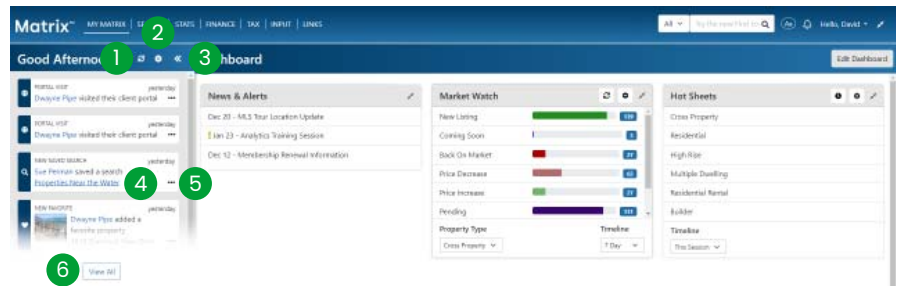 Matrix™ MY MATRIX | STATS | FINANCE | TAX | INPUT | LINKS
All Hello, David
2
Good Afterno 1 « 3 hboard Edit Dashboard
PORTAL VISIT yesterday
Dwayne Pipe visited their client portal •••
PORTAL VISIT yesterday
Dwayne Pipe visited their client portal •••
NEW SAVED SEARCH yesterday
Sue Perman saved a search
Properties Near the Water 4 ••• 5
NEW FAVORITE yesterday
Dwayne Pipe added a
favorite property
6 View All
News & Alerts
Dec 20 - MLS Tour Location Update
! Jan 23 - Analytics Training Session
Dec 12 - Membership Renewal Information
Market Watch
New Listing
Coming Soon
Back On Market
Price Decrease
Price Increase
Pending
Property Type Timeline
Cross Property 7 Day
Hot Sheets
Cross Property
Residential
High Rise
Multiple Dwelling
Residential Rental
Builder
Timeline
This Session